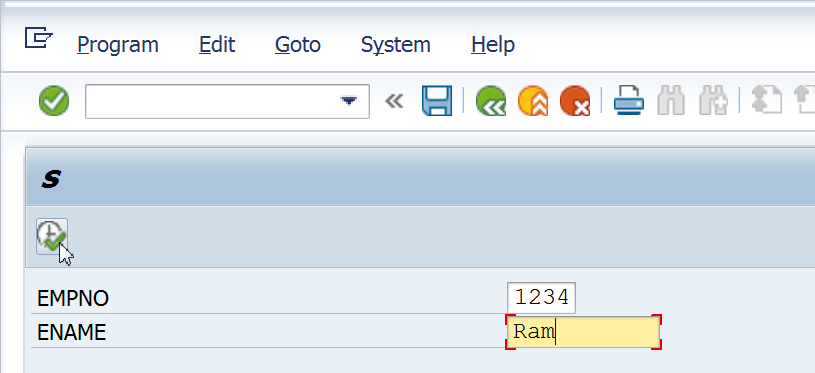 Program Edit Goto System Help
S
EMPNO 1234
ENAME Ram